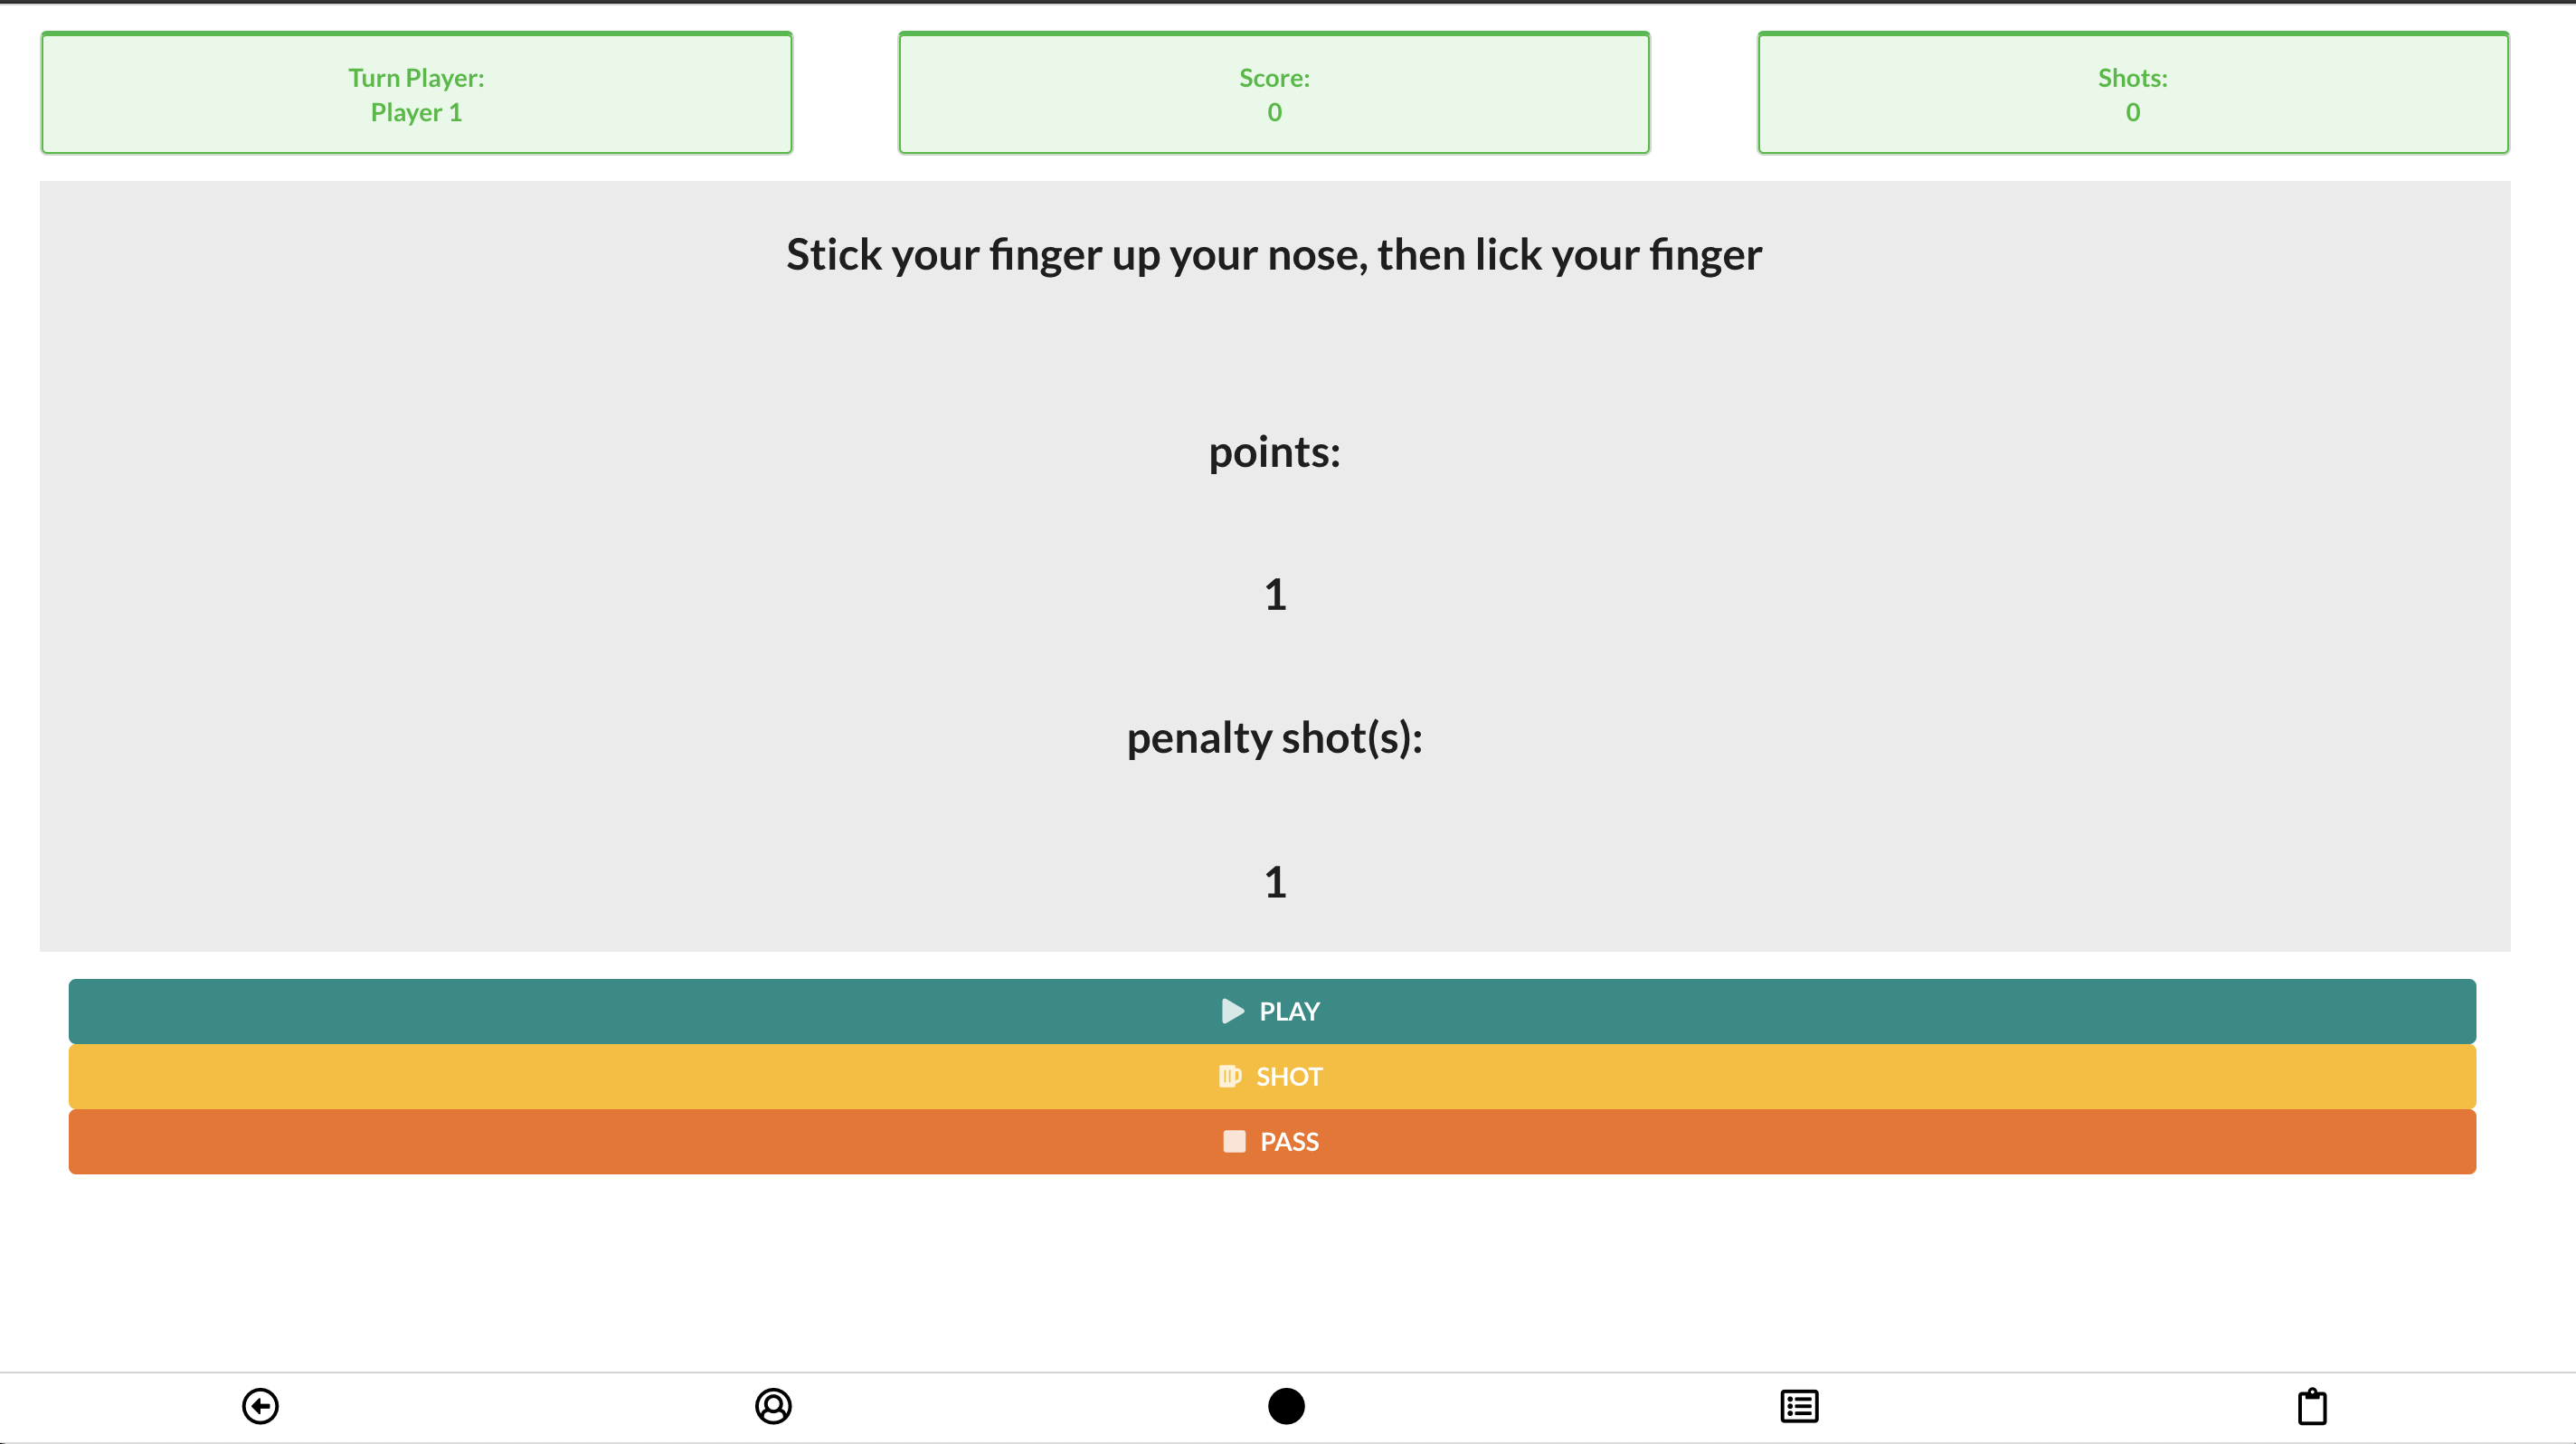 Turn Player:
Player 1
Score:
0
Shots:
0
Stick your finger up your nose, then lick your finger
points:
1
penalty shot(s):
1
PLAY
SHOT
PASS